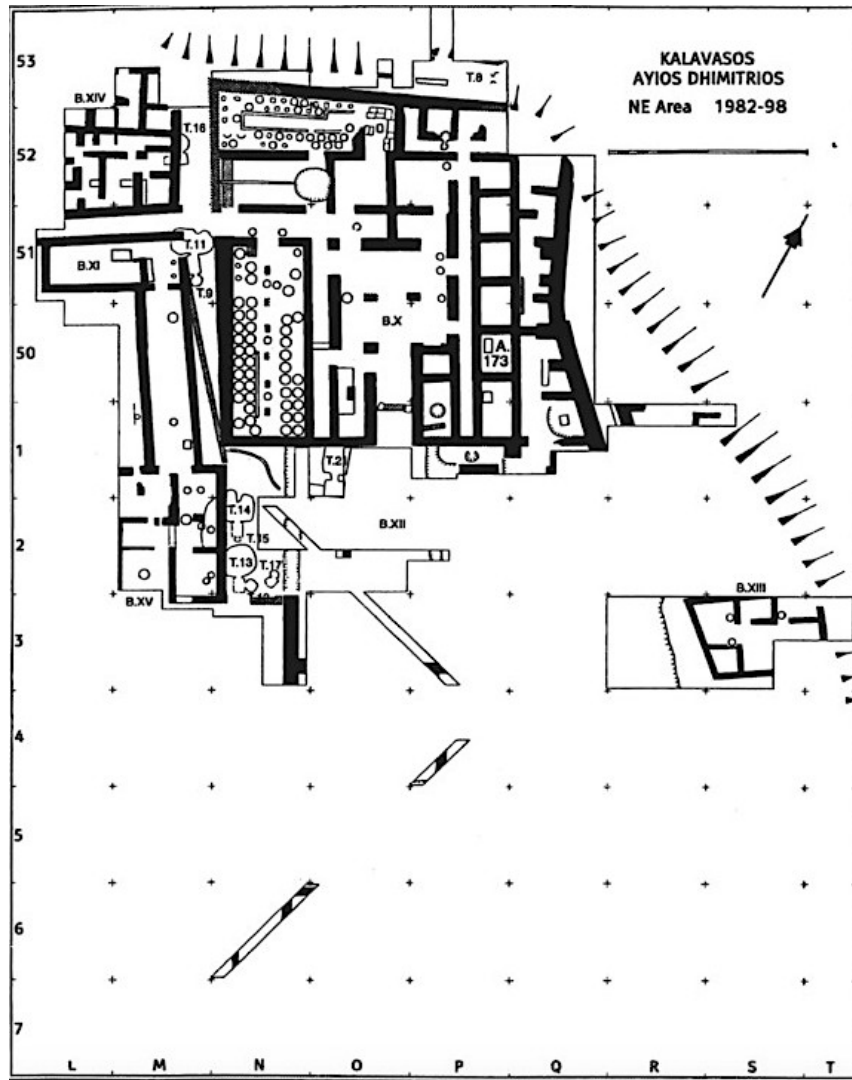 KALAVASOS
AYIOS DHIMITRIOS
NE Area 1982-98
53
T.8
B.XIV
T.16
52
51
T.11
B.XI
T.9
B.X
50
A.
173
1
T.2
T.14
B.XII
2
T.15
T.13
T.17
B.XIII
B.XV
3
4
5
6
7
L M N O P Q R S T